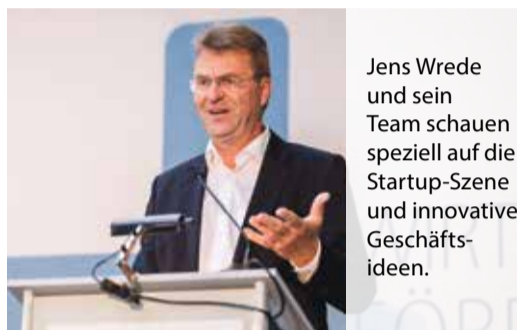 Jens Wrede
und sein
Team schauen
speziell auf die
Startup-Szene
und innovative
Geschäfts-
ideen.